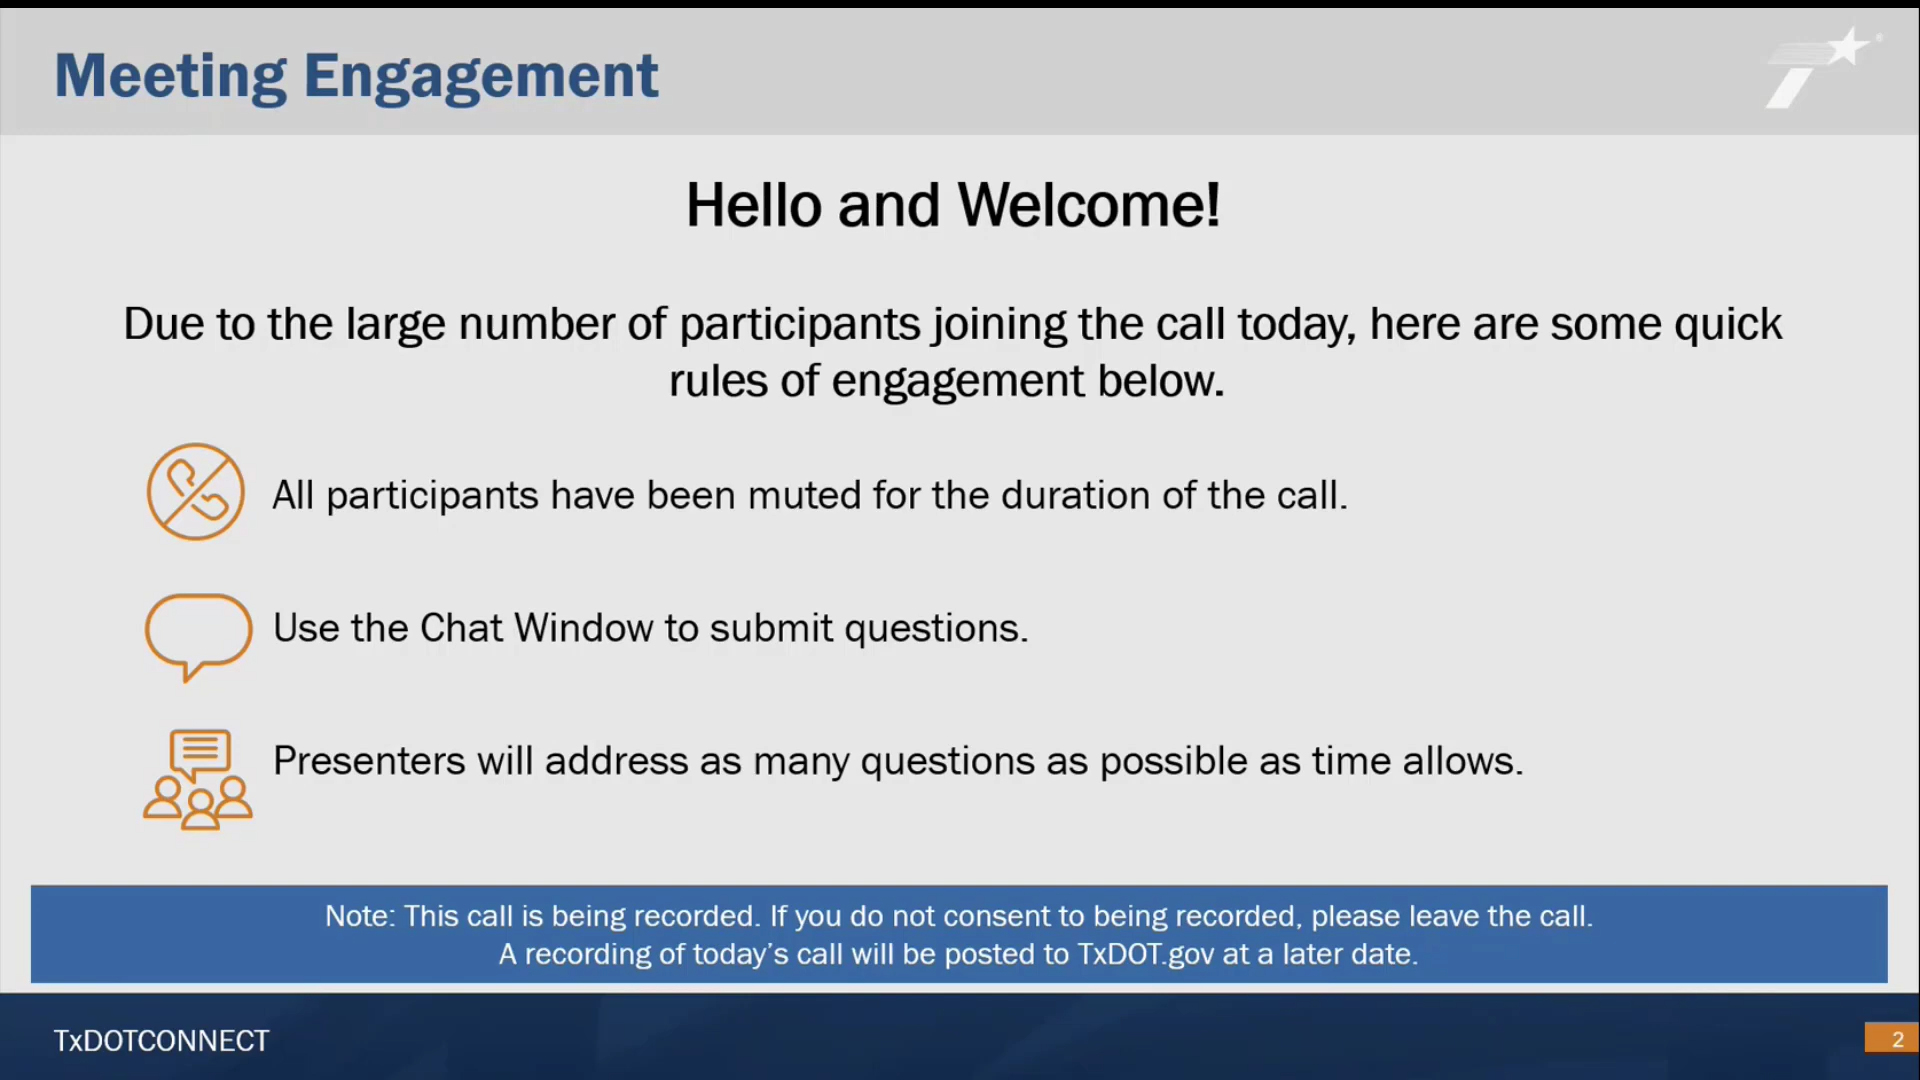 Meeting Engagement
Hello and Welcome!
Due to the large number of participants joining the call today, here are some quick
rules of engagement below.
All participants have been muted for the duration of the call.
Use the Chat Window to submit questions.
Presenters will address as many questions as possible as time allows.
Note: This call is being recorded. If you do not consent to being recorded, please leave the call.
A recording of today’s call will be posted to TxDOT.gov at a later date.
TxDOTCONNECT
2